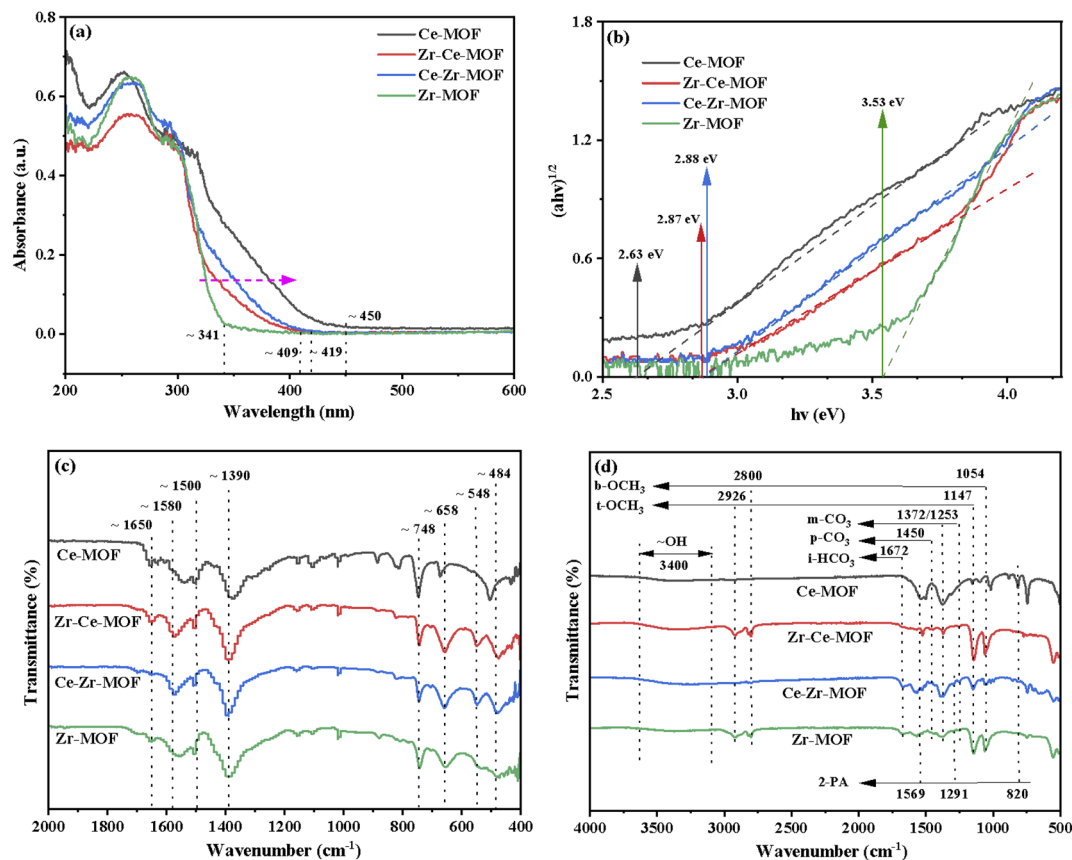 (a)
Ce-MOF
Zr-Ce-MOF
Ce-Zr-MOF
Zr-MOF
~ 341
~ 409
~ 419
~ 450
0.8
0.6
0.4
0.2
0.0
200
300
400
500
600
Absorbance (a.u.)
Wavelength (nm)
(b)
Ce-MOF
Zr-Ce-MOF
Ce-Zr-MOF
Zr-MOF
3.53 eV
2.88 eV
2.87 eV
2.63 eV
1.8
1.2
0.6
0.0
2.5
3.0
3.5
4.0
(ahv)1/2
hv (eV)
(c)
~ 1650
~ 1580
~ 1500
~ 1390
~ 748
~ 658
~ 548
~ 484
Ce-MOF
Zr-Ce-MOF
Ce-Zr-MOF
Zr-MOF
2000
1800
1600
1400
1200
1000
800
600
400
Transmittance (%)
Wavenumber (cm-1)
(d)
2800
1054
b-OCH3
2926
1147
t-OCH3
m-CO3
1372/1253
p-CO3
1450
i-HCO3
1672
~OH
3400
Ce-MOF
Zr-Ce-MOF
Ce-Zr-MOF
Zr-MOF
2-PA
1569
1291
820
4000
3500
3000
2500
2000
1500
1000
500
Transmittance (%)
Wavenumber (cm-1)